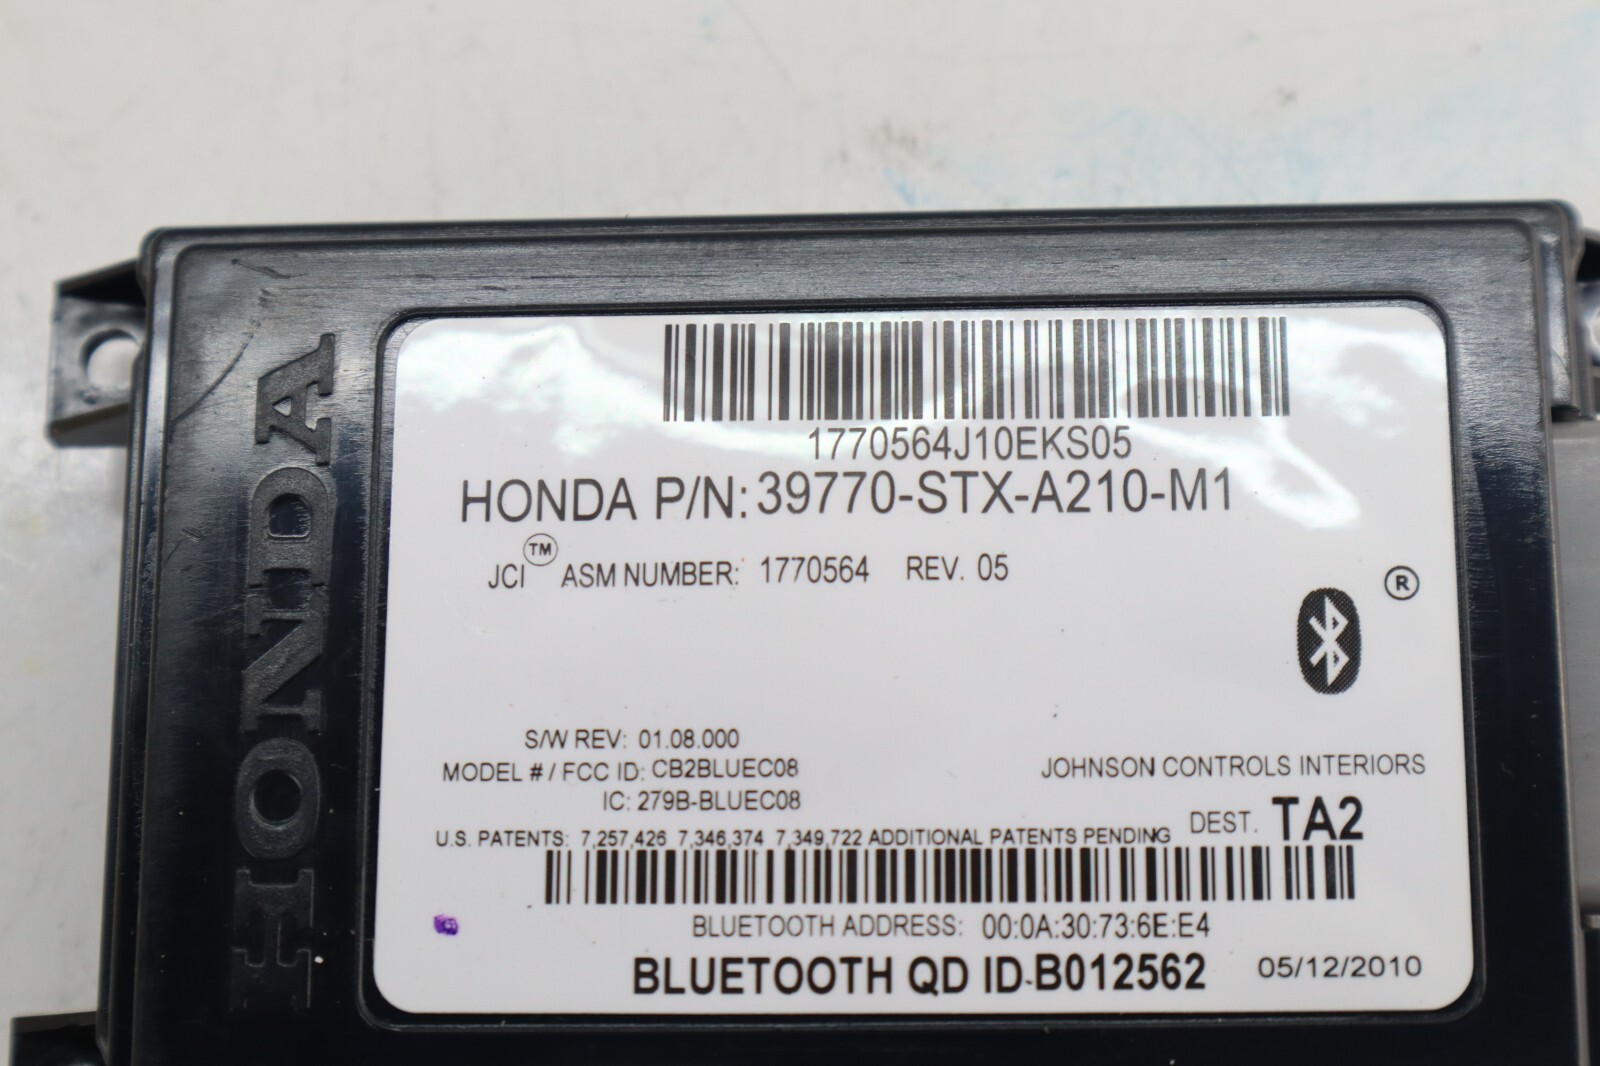 HONDA
1770564J10EKS05
HONDA P/N: 39770-STX-A210-M1
JCI™ ASM NUMBER: 1770564 REV. 05
®
S/W REV: 01.08.000
MODEL # / FCC ID: CB2BLUEC08
JOHNSON CONTROLS INTERIORS
IC: 279B-BLUEC08
DEST. TA2
U.S. PATENTS: 7,257,426 7,346,374 7,349,722 ADDITIONAL PATENTS PENDING
BLUETOOTH ADDRESS: 00:0A:30:73:6E:E4
BLUETOOTH QD ID-B012562 05/12/2010